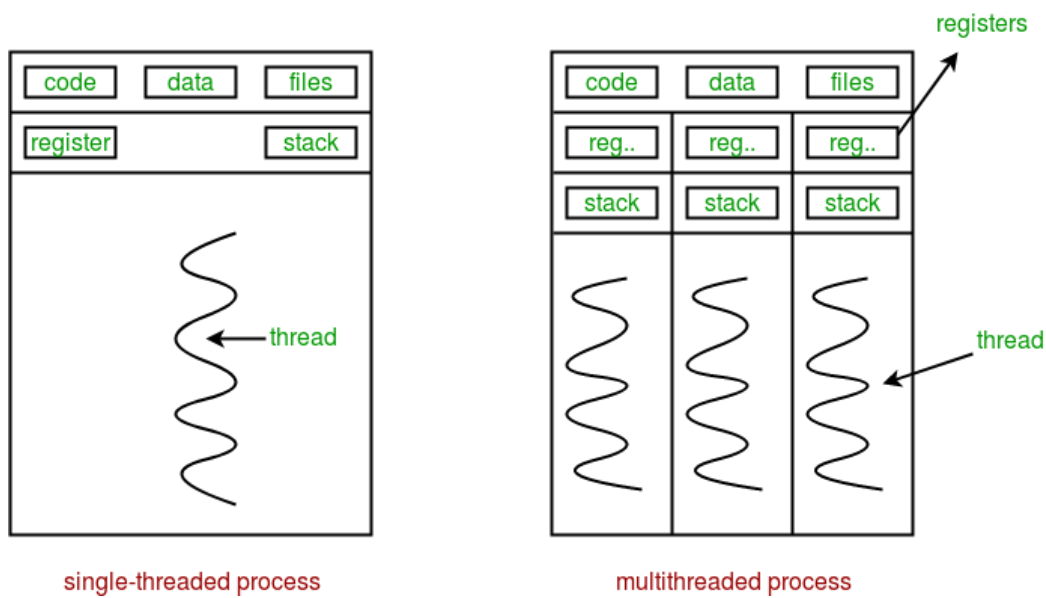 registers
code data files
register stack
thread
single-threaded process
code data files
reg.. reg.. reg..
stack stack stack
thread
multithreaded process